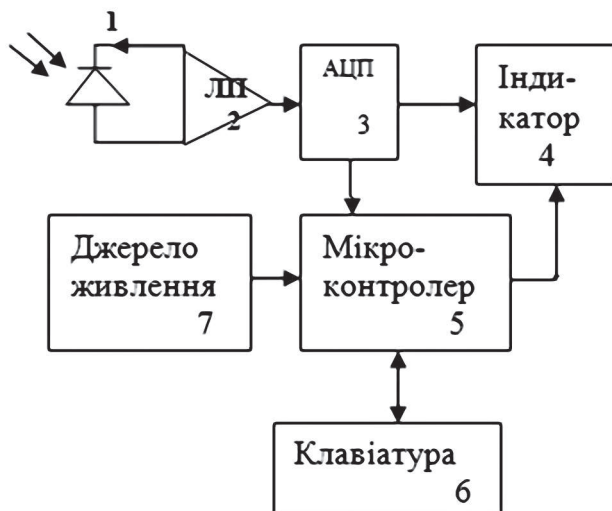 1
ЛП
2
АЦП
3
Інди-
катор
4
Джерело
живлення
7
Мікро-
контролер
5
Клавіатура
6